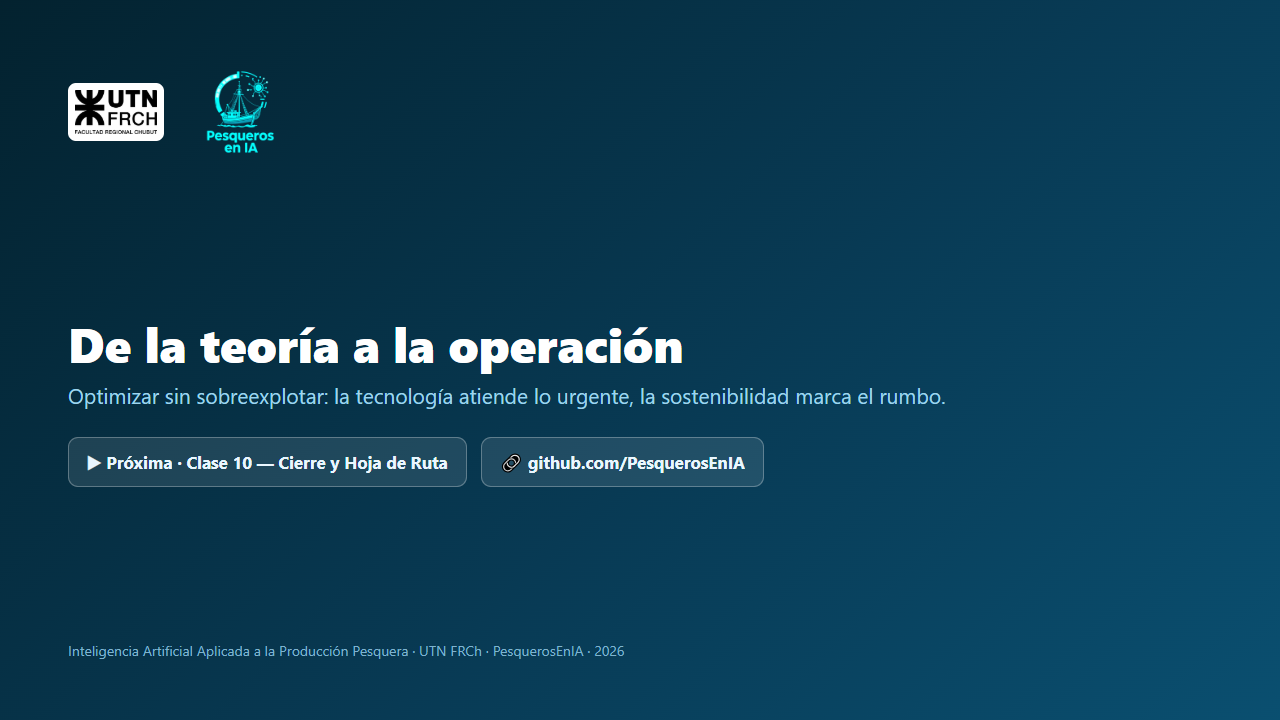 UTN
FRCH
FACULTAD REGIONAL CHUBUT
Pesqueros
en IA
De la teoría a la operación
Optimizar sin sobreexplotar: la tecnología atiende lo urgente, la sostenibilidad marca el rumbo.
▶ Próxima · Clase 10 — Cierre y Hoja de Ruta
🔗 github.com/PesquerosEnIA
Inteligencia Artificial Aplicada a la Producción Pesquera · UTN FRCh · PesquerosEnIA · 2026